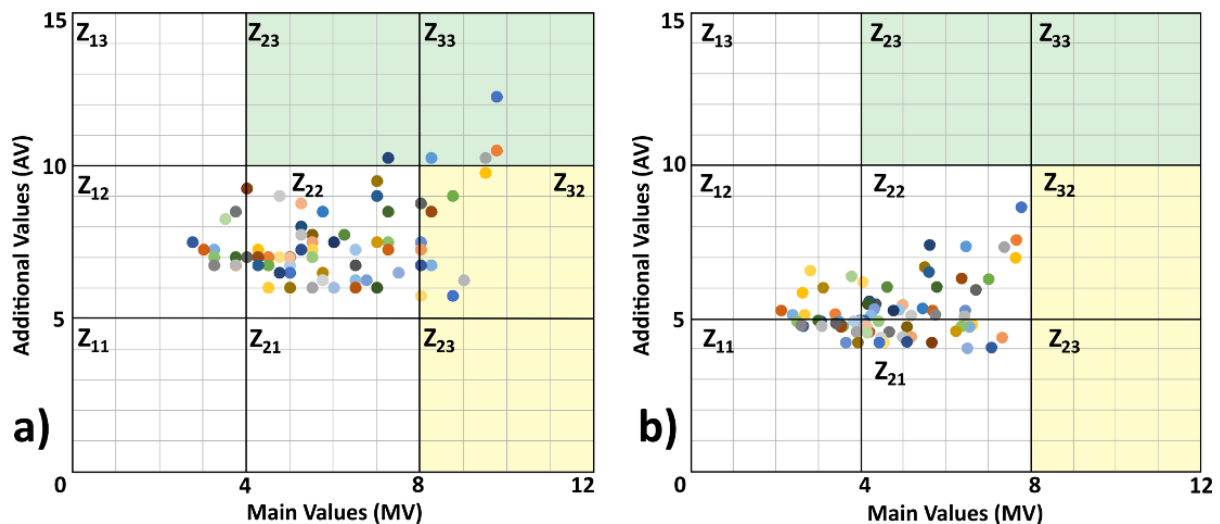 15
Z13
Z23
Z33
10
Z12
Z22
Z32
5
Z11
Z21
Z23
0
4
8
12
Additional Values (AV)
Main Values (MV)
a)
15
Z13
Z23
Z33
10
Z12
Z22
Z32
5
Z11
Z21
Z23
0
4
8
12
Additional Values (AV)
Main Values (MV)
b)